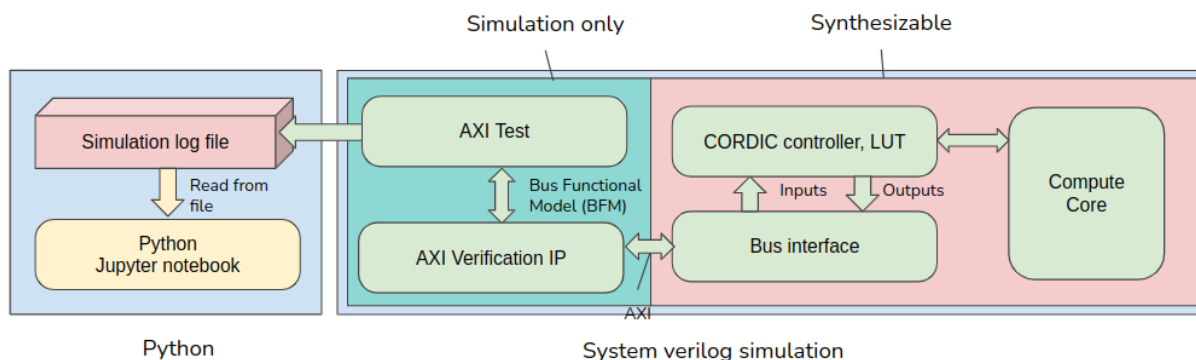 Simulation only
Synthesizable
Simulation log file
Read from
file
Python
Jupyter notebook
AXI Test
Bus Functional
Model (BFM)
AXI Verification IP
CORDIC controller, LUT
Inputs
Outputs
Bus interface
Compute
Core
AXI
Python
System verilog simulation